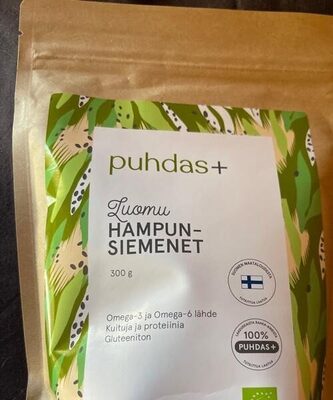 puhdas+
Luomu
HAMPUN-
SIEMENET
300 g
Omega-3 ja Omega-6 lähde
Kuituja ja proteiinia
Gluteeniton
100%
PUHDAS+